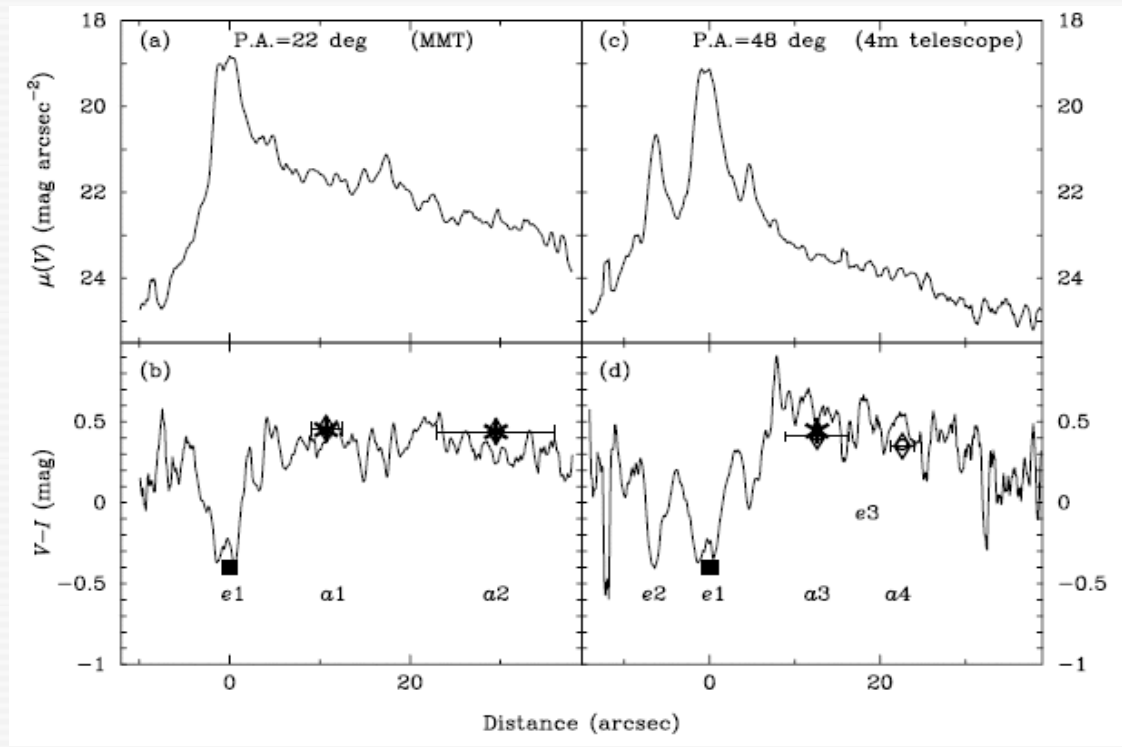 (a) P.A.=22 deg (MMT)
(c) P.A.=48 deg (4m telescope)
18
20
22
24
18
20
22
24
μ(V) (mag arcsec⁻²)
(b)
(d)
0.5
0
−0.5
−1
0.5
0
−0.5
−1
V−I (mag)
e1 a1 a2
e3
e2 e1 a3 a4
0 20
0 20
Distance (arcsec)